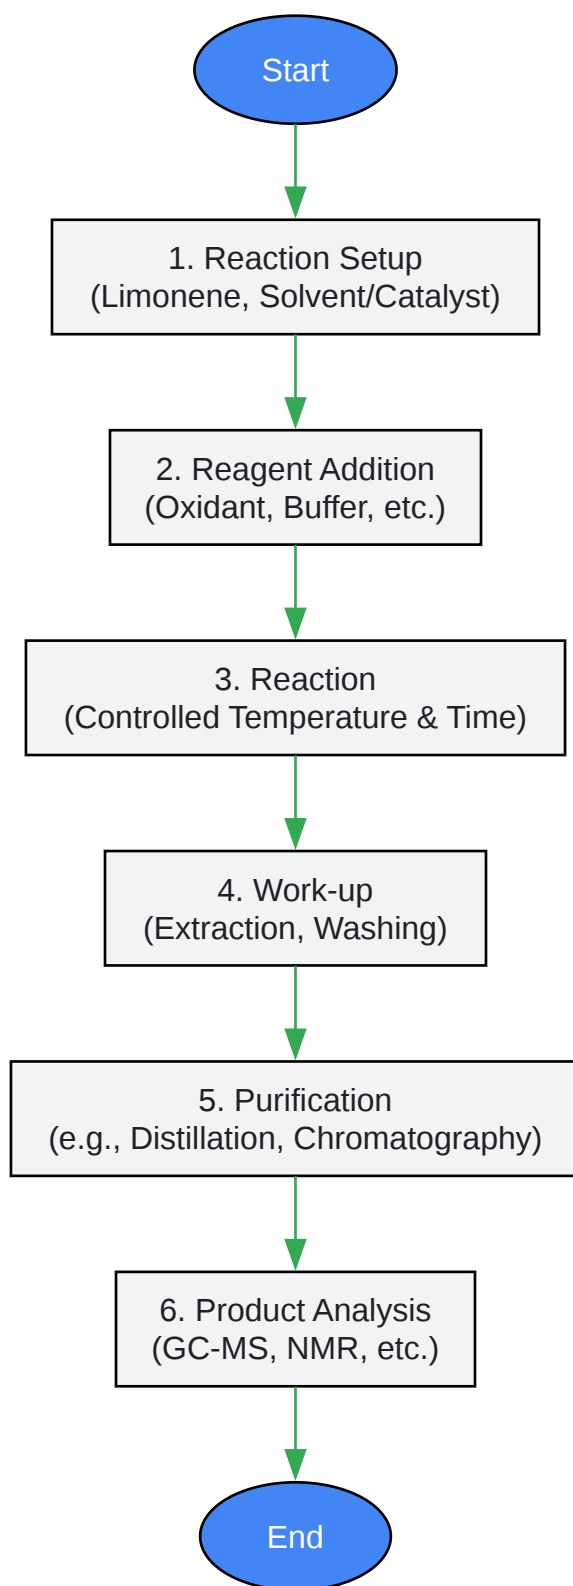 Start
1. Reaction Setup
(Limonene, Solvent/Catalyst)
2. Reagent Addition
(Oxidant, Buffer, etc.)
3. Reaction
(Controlled Temperature & Time)
4. Work-up
(Extraction, Washing)
5. Purification
(e.g., Distillation, Chromatography)
6. Product Analysis
(GC-MS, NMR, etc.)
End